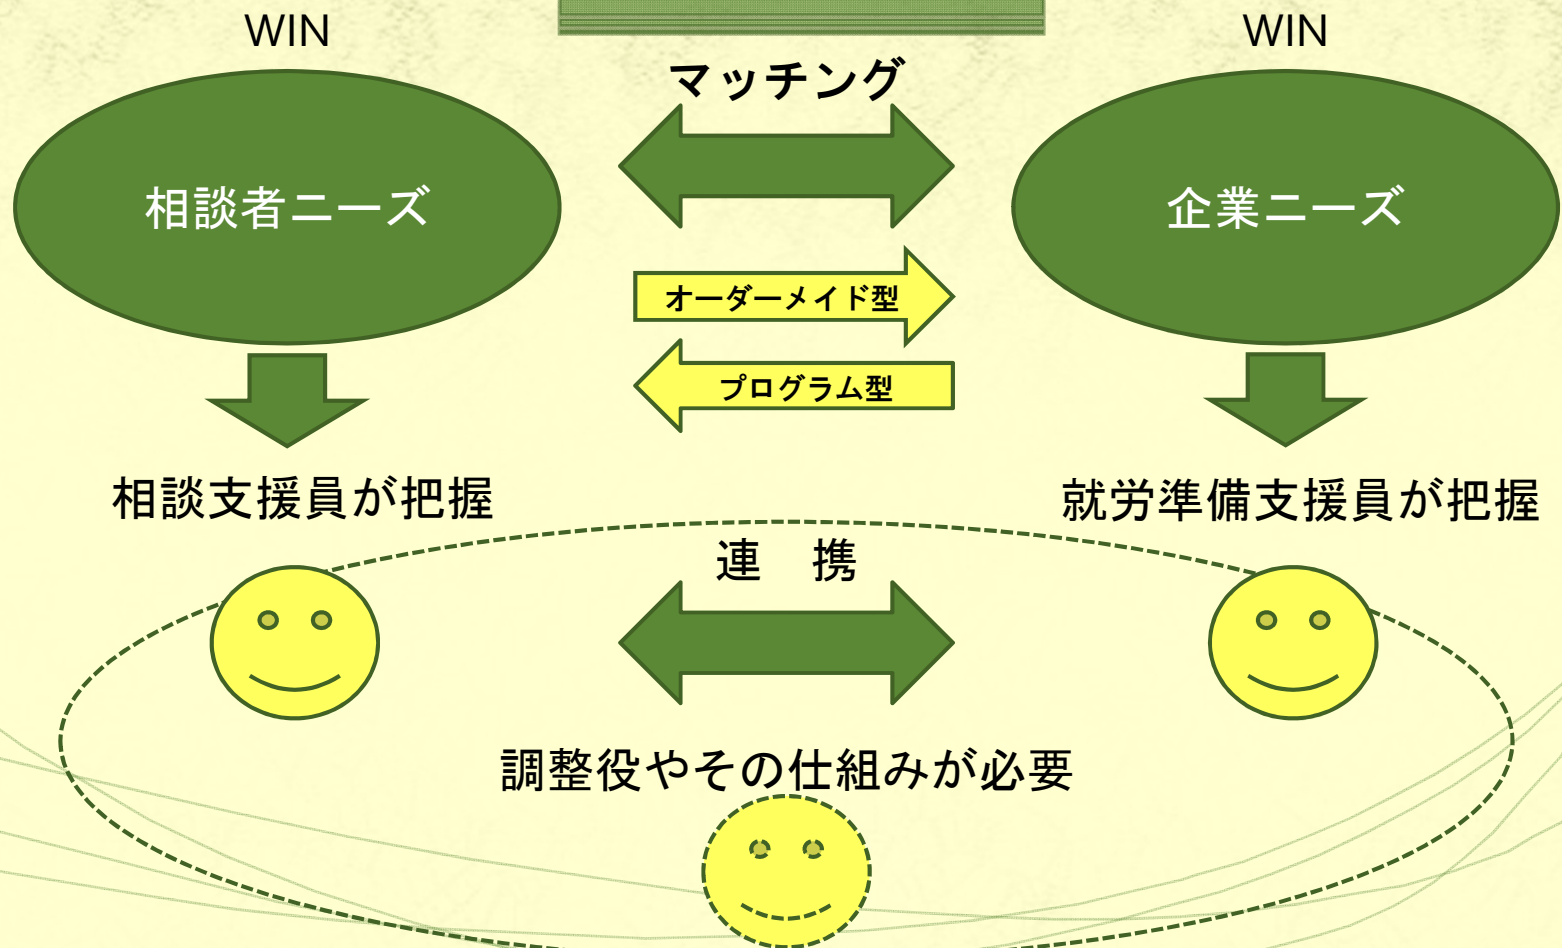 WIN
WIN
マッチング
相談者ニーズ
企業ニーズ
オーダーメイド型
プログラム型
相談支援員が把握
就労準備支援員が把握
連　携
調整役やその仕組みが必要